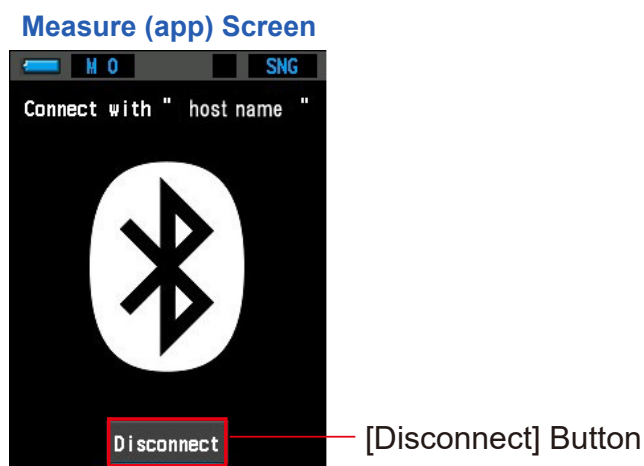 Measure (app) Screen
M 0 SNG
Connect with " host name "
Disconnect
[Disconnect] Button